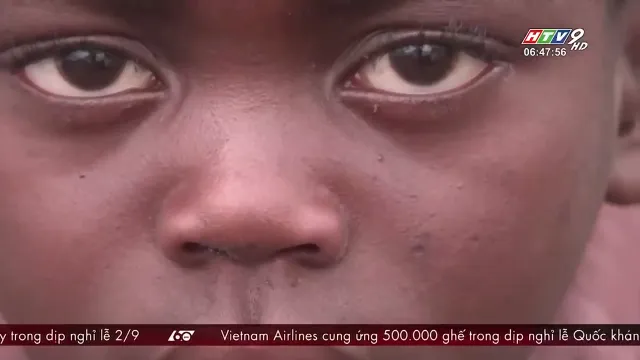 HTV9 HD
06:47:56
y trong dịp nghỉ lễ 2/9 60 Vietnam Airlines cung ứng 500.000 ghế trong dịp nghỉ lễ Quốc khán